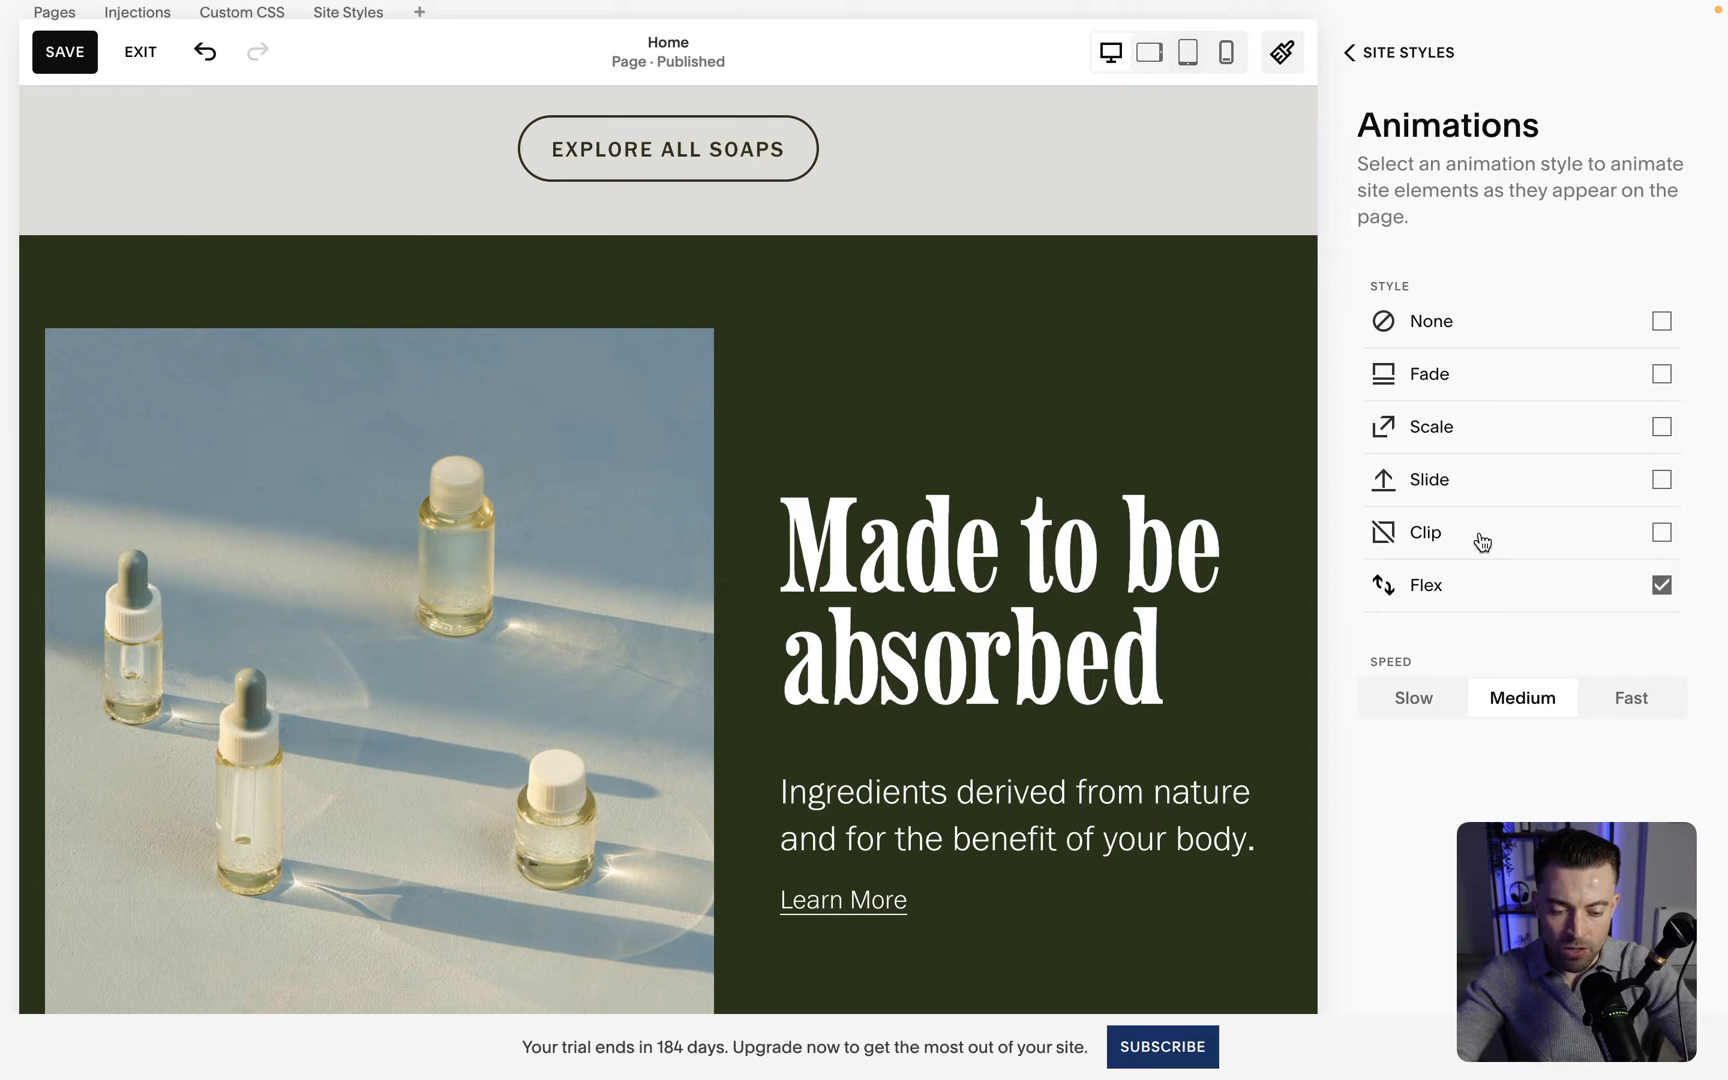 Pages Injections Custom CSS Site Styles +
SAVE EXIT
Home
Page · Published
SITE STYLES
EXPLORE ALL SOAPS
Made to be
absorbed
Ingredients derived from nature
and for the benefit of your body.
Learn More
Animations
Select an animation style to animate
site elements as they appear on the
page.
STYLE
None
Fade
Scale
Slide
Clip
Flex
SPEED
Slow Medium Fast
Your trial ends in 184 days. Upgrade now to get the most out of your site. SUBSCRIBE